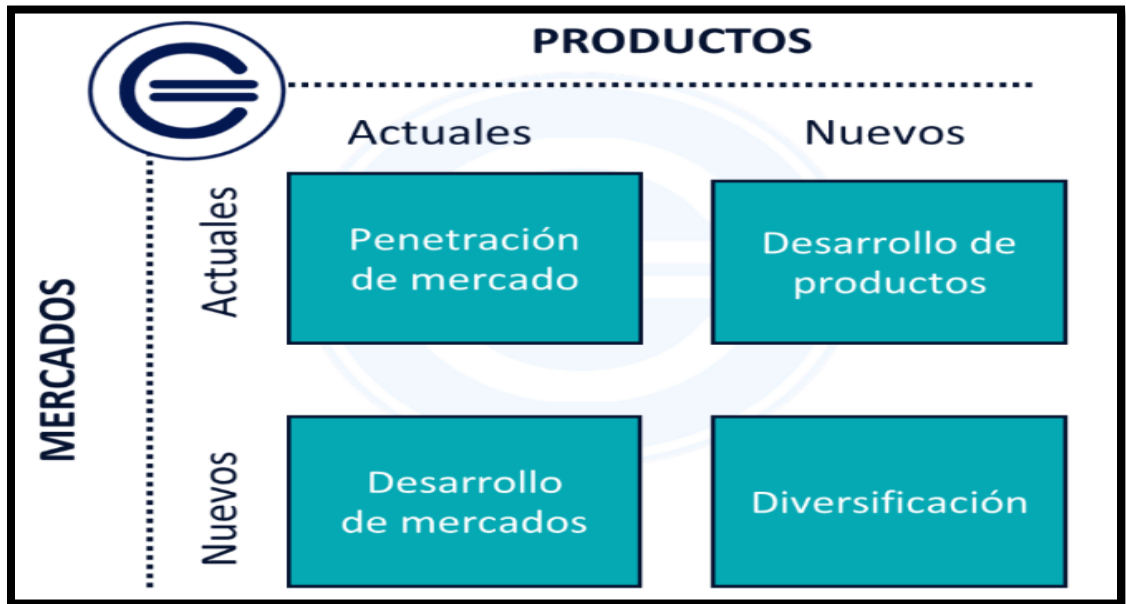 PRODUCTOS
Actuales
Nuevos
MERCADOS
Actuales
Penetración
de mercado
Desarrollo de
productos
Nuevos
Desarrollo
de mercados
Diversificación